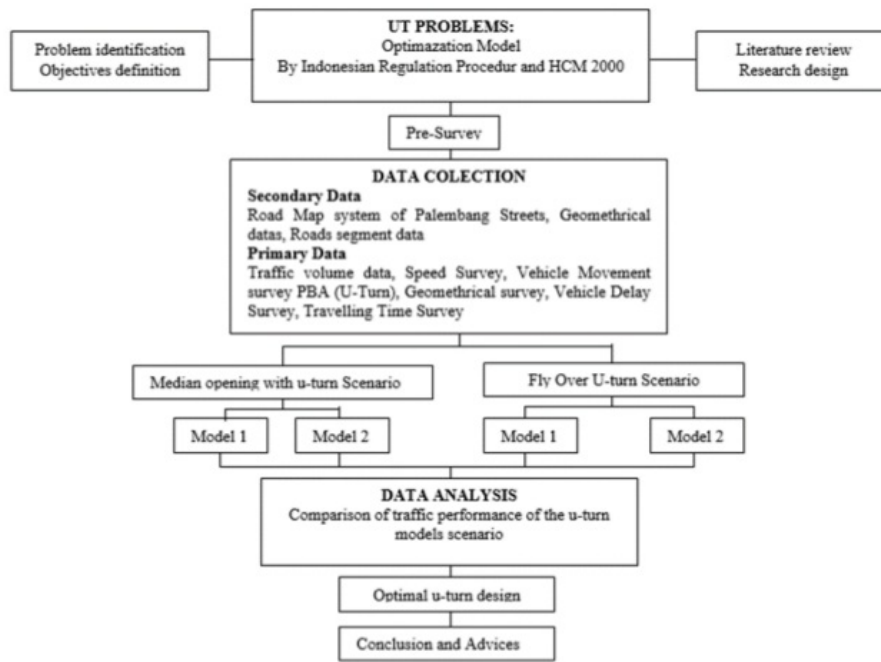 Problem identification
Objectives definition
UT PROBLEMS:
Optimazation Model
By Indonesian Regulation Procedur and HCM 2000
Literature review
Research design
Pre-Survey
DATA COLECTION
Secondary Data
Road Map system of Palembang Streets, Geomethrical
datas, Roads segment data
Primary Data
Traffic volume data, Speed Survey, Vehicle Movement
survey PBA (U-Turn), Geomethrical survey, Vehicle Delay
Survey, Travelling Time Survey
Median opening with u-turn Scenario
Fly Over U-turn Scenario
Model 1
Model 2
Model 1
Model 2
DATA ANALYSIS
Comparison of traffic performance of the u-turn
models scenario
Optimal u-turn design
Conclusion and Advices